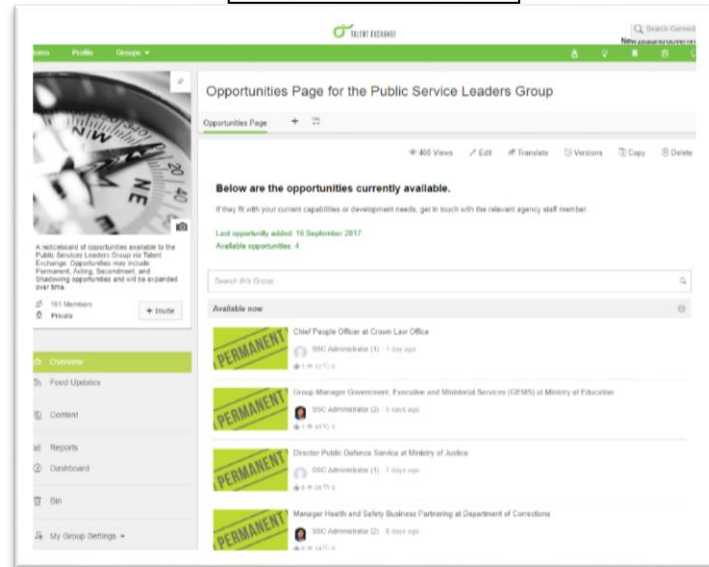 TALENT EXCHANGE
Search Connect
New
Profile
Groups
NW
NE
20
40
Opportunities Page for the Public Service Leaders Group
Opportunities Page
460 Views
Edit
Translate
Versions
Copy
Delete
Below are the opportunities currently available.
If they fit with your current capabilities or development needs, get in touch with the relevant agency staff member
Last opportunity added: 16 September 2017
Available opportunities: 4
A noticeboard of opportunities available to the
Public Services Leaders Group via Talent
Exchange. Opportunities may include
Permanent, Acting, Secondment, and
Shadowing opportunities and will be expanded
over time.
161 Members
Private
+ Invite
Search this Group
Available now
Overview
Feed Updates
Content
Reports
Dashboard
Bin
My Group Settings
PERMANENT
Chief People Officer at Crown Law Office
SSC Administrator (1) · 1 day ago
PERMANENT
Group Manager Government, Executive and Ministerial Services (GEMS) at Ministry of Education
SSC Administrator (2) · 5 days ago
PERMANENT
Director Public Defence Service at Ministry of Justice
SSC Administrator (1) · 7 days ago
PERMANENT
Manager Health and Safety Business Partnering at Department of Corrections
SSC Administrator (2) · 8 days ago